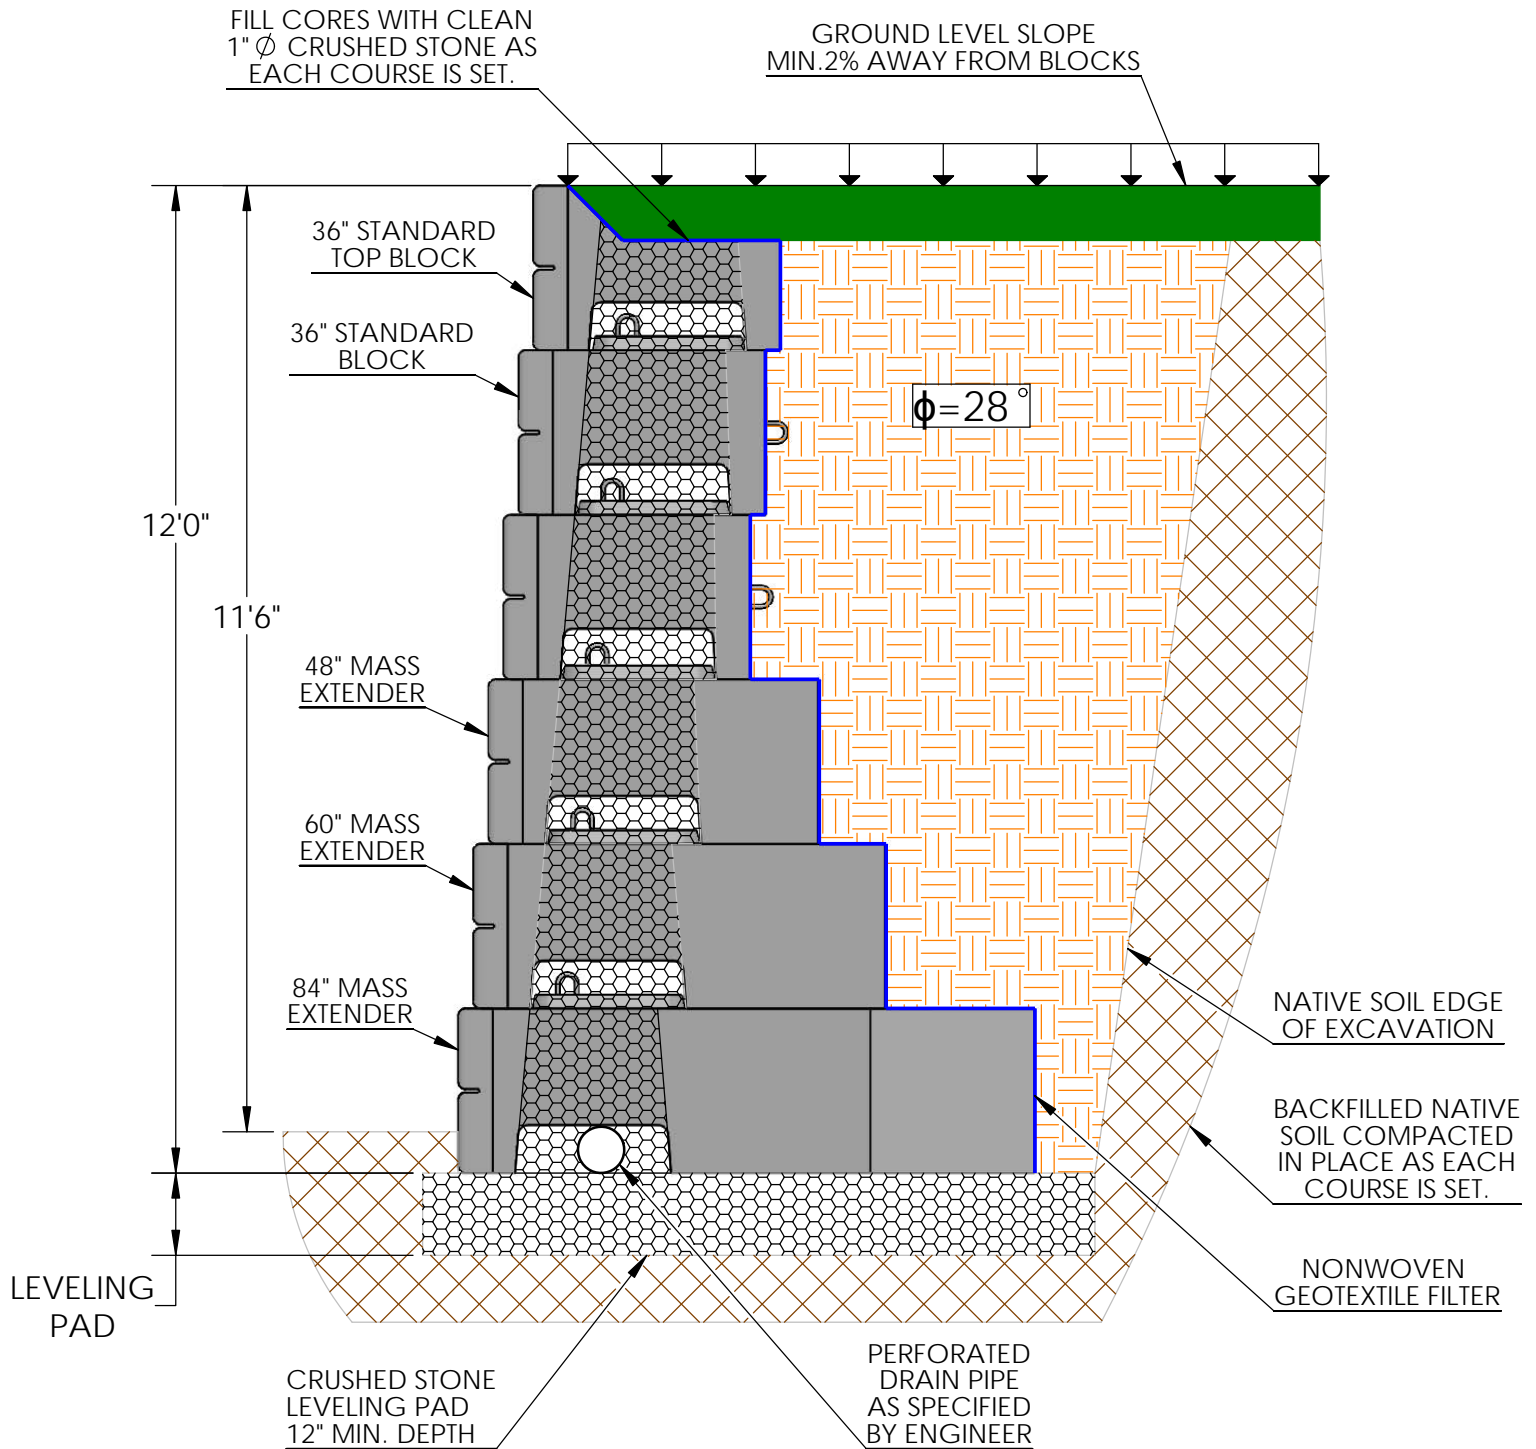 FILL CORES WITH CLEAN
1" Ø CRUSHED STONE AS
EACH COURSE IS SET.
GROUND LEVEL SLOPE
MIN.2% AWAY FROM BLOCKS
36" STANDARD
TOP BLOCK
36" STANDARD
BLOCK
ϕ=28°
12'0"
11'6"
48" MASS
EXTENDER
60" MASS
EXTENDER
84" MASS
EXTENDER
NATIVE SOIL EDGE
OF EXCAVATION
BACKFILLED NATIVE
SOIL COMPACTED
IN PLACE AS EACH
COURSE IS SET.
NONWOVEN
GEOTEXTILE FILTER
LEVELING
PAD
CRUSHED STONE
LEVELING PAD
12" MIN. DEPTH
PERFORATED
DRAIN PIPE
AS SPECIFIED
BY ENGINEER